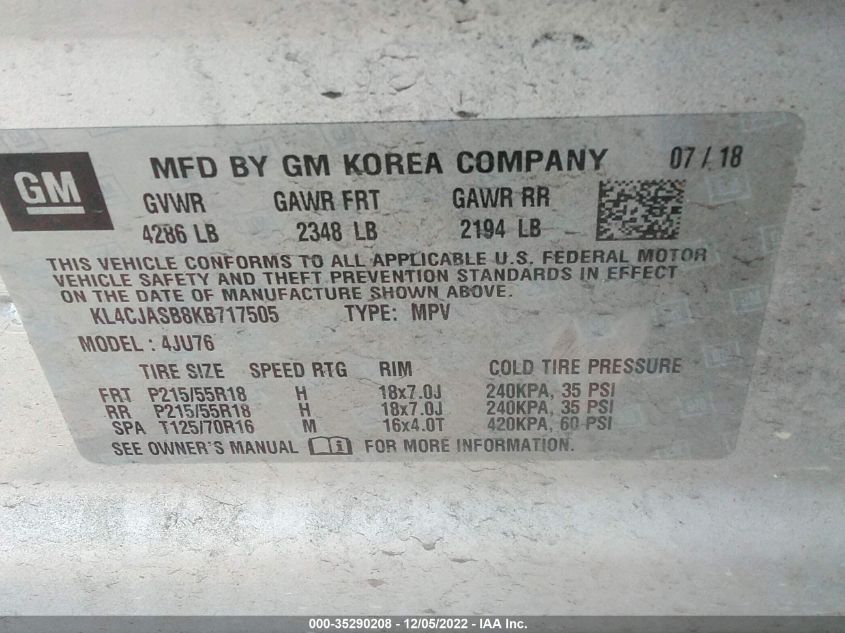 GM
MFD BY GM KOREA COMPANY 07 / 18
GVWR GAWR FRT GAWR RR
4286 LB 2348 LB 2194 LB
THIS VEHICLE CONFORMS TO ALL APPLICABLE U.S. FEDERAL MOTOR
VEHICLE SAFETY AND THEFT PREVENTION STANDARDS IN EFFECT
ON THE DATE OF MANUFACTURE SHOWN ABOVE.
KL4CJASB8KB717505 TYPE: MPV
MODEL : 4JU76
TIRE SIZE SPEED RTG RIM COLD TIRE PRESSURE
FRT P215/55R18 H 18x7.0J 240KPA, 35 PSI
RR P215/55R18 H 18x7.0J 240KPA, 35 PSI
SPA T125/70R16 M 16x4.0T 420KPA, 60 PSI
SEE OWNER'S MANUAL FOR MORE INFORMATION.
000-35290208 - 12/05/2022 - IAA Inc.